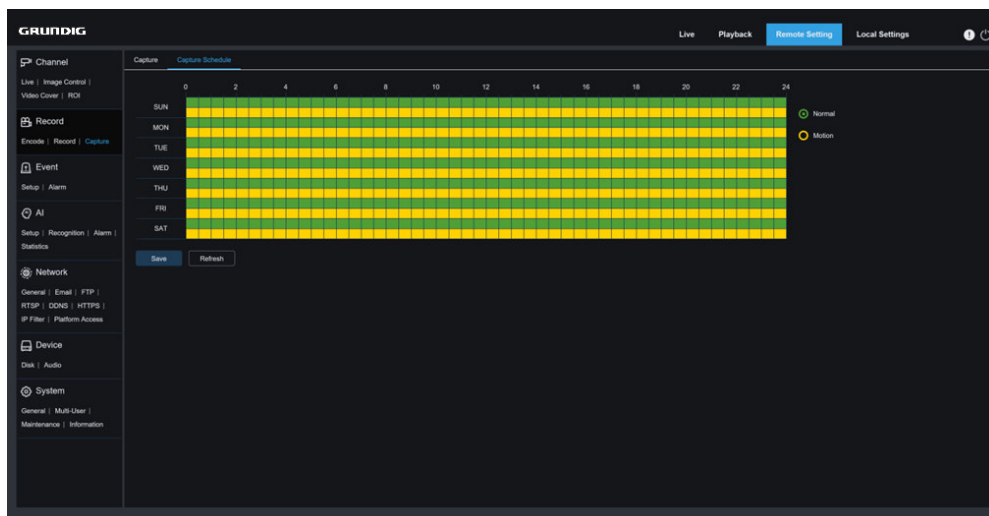 GRUNDIG
Live Playback Remote Setting Local Settings
Channel
Live | Image Control |
Video Cover | ROI
Record
Encode | Record | Capture
Event
Setup | Alarm
AI
Setup | Recognition | Alarm |
Statistics
Network
General | Email | FTP |
RTSP | DDNS | HTTPS |
IP Filter | Platform Access
Device
Disk | Audio
System
General | Multi-User |
Maintenance | Information
Capture Capture Schedule
0 2 4 6 8 10 12 14 16 18 20 22 24
SUN
MON
TUE
WED
THU
FRI
SAT
Normal
Motion
Save Refresh